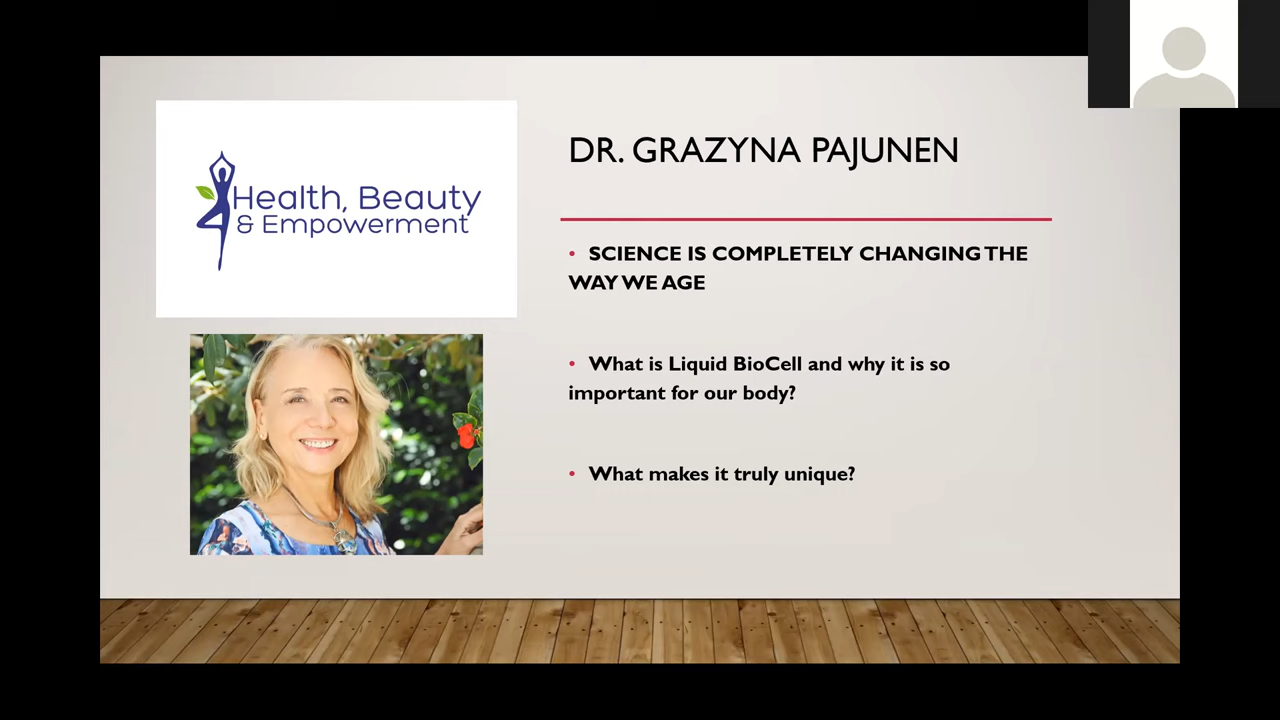 Health, Beauty
& Empowerment
DR. GRAZYNA PAJUNEN
• SCIENCE IS COMPLETELY CHANGING THE
WAY WE AGE
• What is Liquid BioCell and why it is so
important for our body?
• What makes it truly unique?